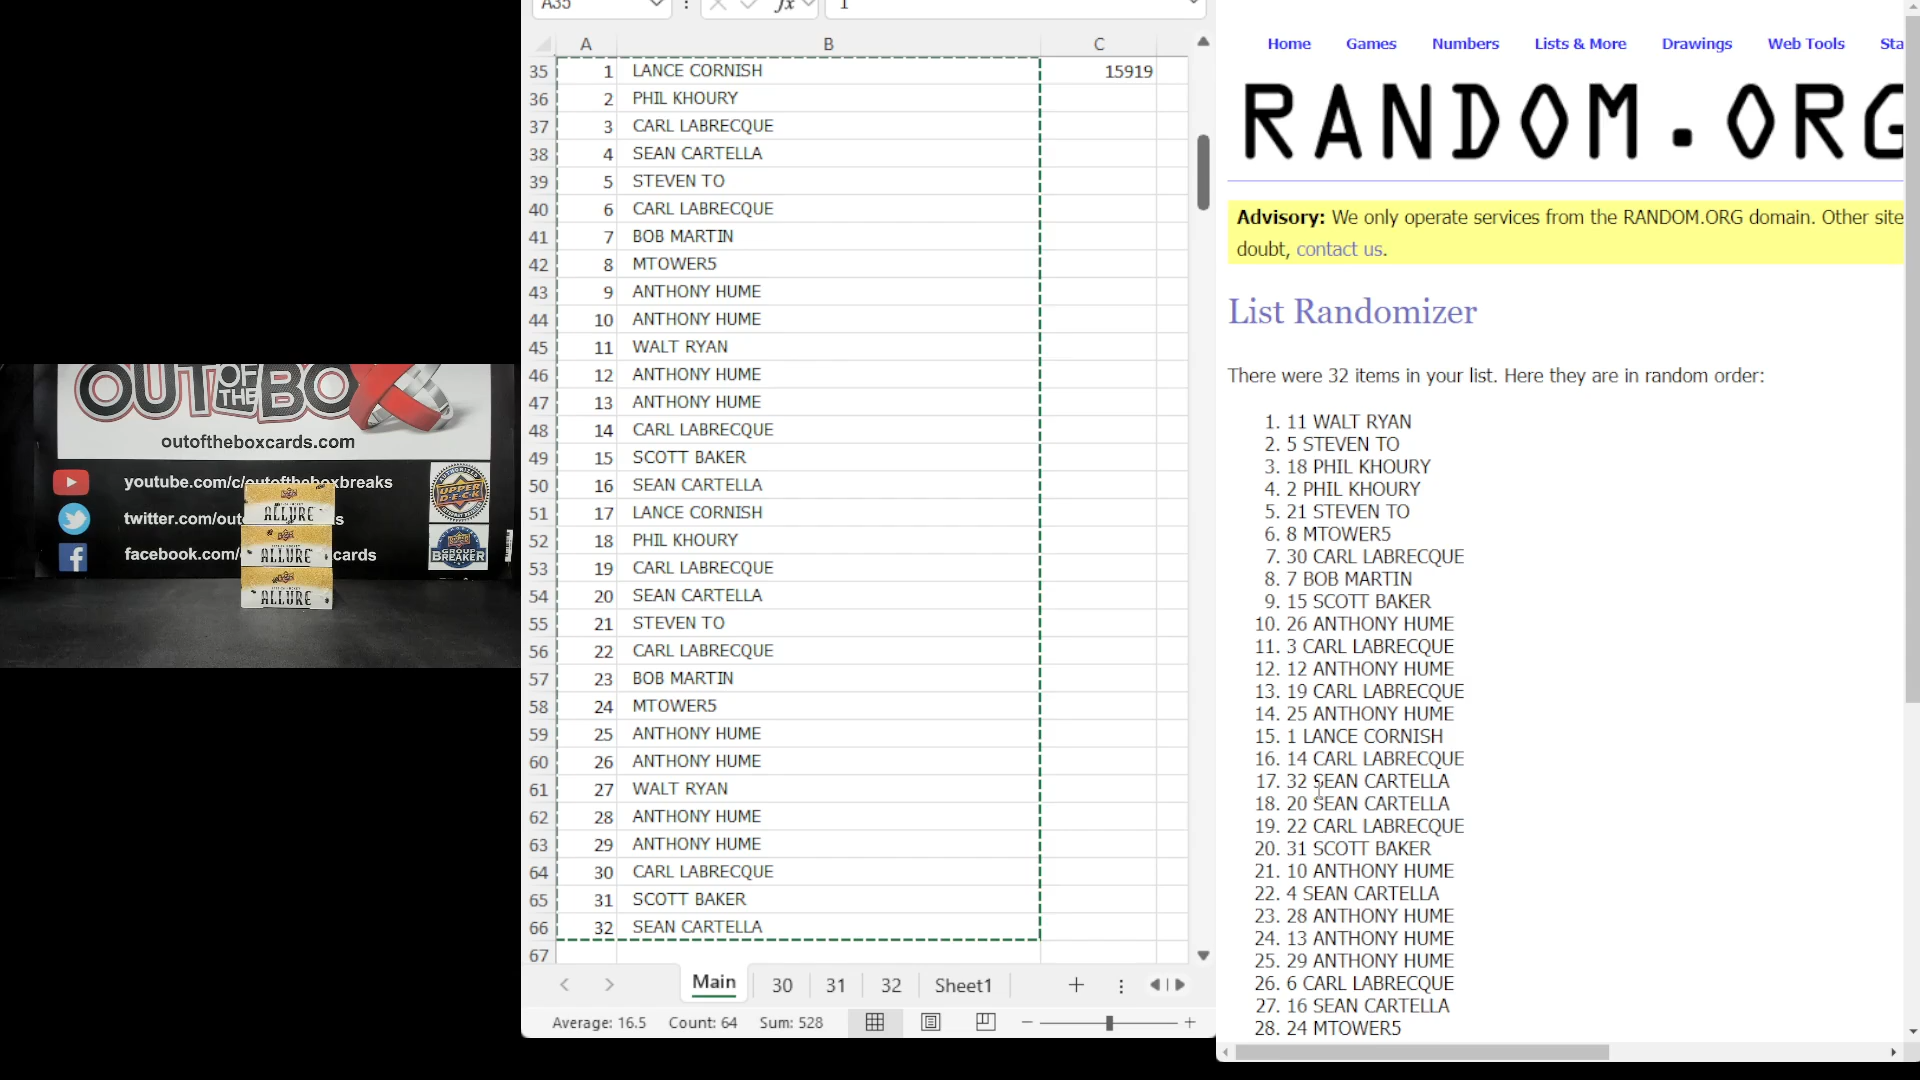 OUT OF THE BO
outoftheboxcards.com
youtube.com/c/outoftheboxbreaks
twitter.com/out
s
facebook.com/
cards
AUTHORIZED
UPPER
DECK
GROUP
BREAKER
ALLURE
ALLURE
ALLURE
A35
fx
1
A B C
35 1 LANCE CORNISH 15919
36 2 PHIL KHOURY
37 3 CARL LABRECQUE
38 4 SEAN CARTELLA
39 5 STEVEN TO
40 6 CARL LABRECQUE
41 7 BOB MARTIN
42 8 MTOWER5
43 9 ANTHONY HUME
44 10 ANTHONY HUME
45 11 WALT RYAN
46 12 ANTHONY HUME
47 13 ANTHONY HUME
48 14 CARL LABRECQUE
49 15 SCOTT BAKER
50 16 SEAN CARTELLA
51 17 LANCE CORNISH
52 18 PHIL KHOURY
53 19 CARL LABRECQUE
54 20 SEAN CARTELLA
55 21 STEVEN TO
56 22 CARL LABRECQUE
57 23 BOB MARTIN
58 24 MTOWER5
59 25 ANTHONY HUME
60 26 ANTHONY HUME
61 27 WALT RYAN
62 28 ANTHONY HUME
63 29 ANTHONY HUME
64 30 CARL LABRECQUE
65 31 SCOTT BAKER
66 32 SEAN CARTELLA
67
Main 30 31 32 Sheet1
Average: 16.5 Count: 64 Sum: 528
Home Games Numbers Lists & More Drawings Web Tools Sta
RANDOM.ORG
Advisory: We only operate services from the RANDOM.ORG domain. Other site
doubt, contact us.
List Randomizer
There were 32 items in your list. Here they are in random order:
1. 11 WALT RYAN
2. 5 STEVEN TO
3. 18 PHIL KHOURY
4. 2 PHIL KHOURY
5. 21 STEVEN TO
6. 8 MTOWER5
7. 30 CARL LABRECQUE
8. 7 BOB MARTIN
9. 15 SCOTT BAKER
10. 26 ANTHONY HUME
11. 3 CARL LABRECQUE
12. 12 ANTHONY HUME
13. 19 CARL LABRECQUE
14. 25 ANTHONY HUME
15. 1 LANCE CORNISH
16. 14 CARL LABRECQUE
17. 32 SEAN CARTELLA
18. 20 SEAN CARTELLA
19. 22 CARL LABRECQUE
20. 31 SCOTT BAKER
21. 10 ANTHONY HUME
22. 4 SEAN CARTELLA
23. 28 ANTHONY HUME
24. 13 ANTHONY HUME
25. 29 ANTHONY HUME
26. 6 CARL LABRECQUE
27. 16 SEAN CARTELLA
28. 24 MTOWER5